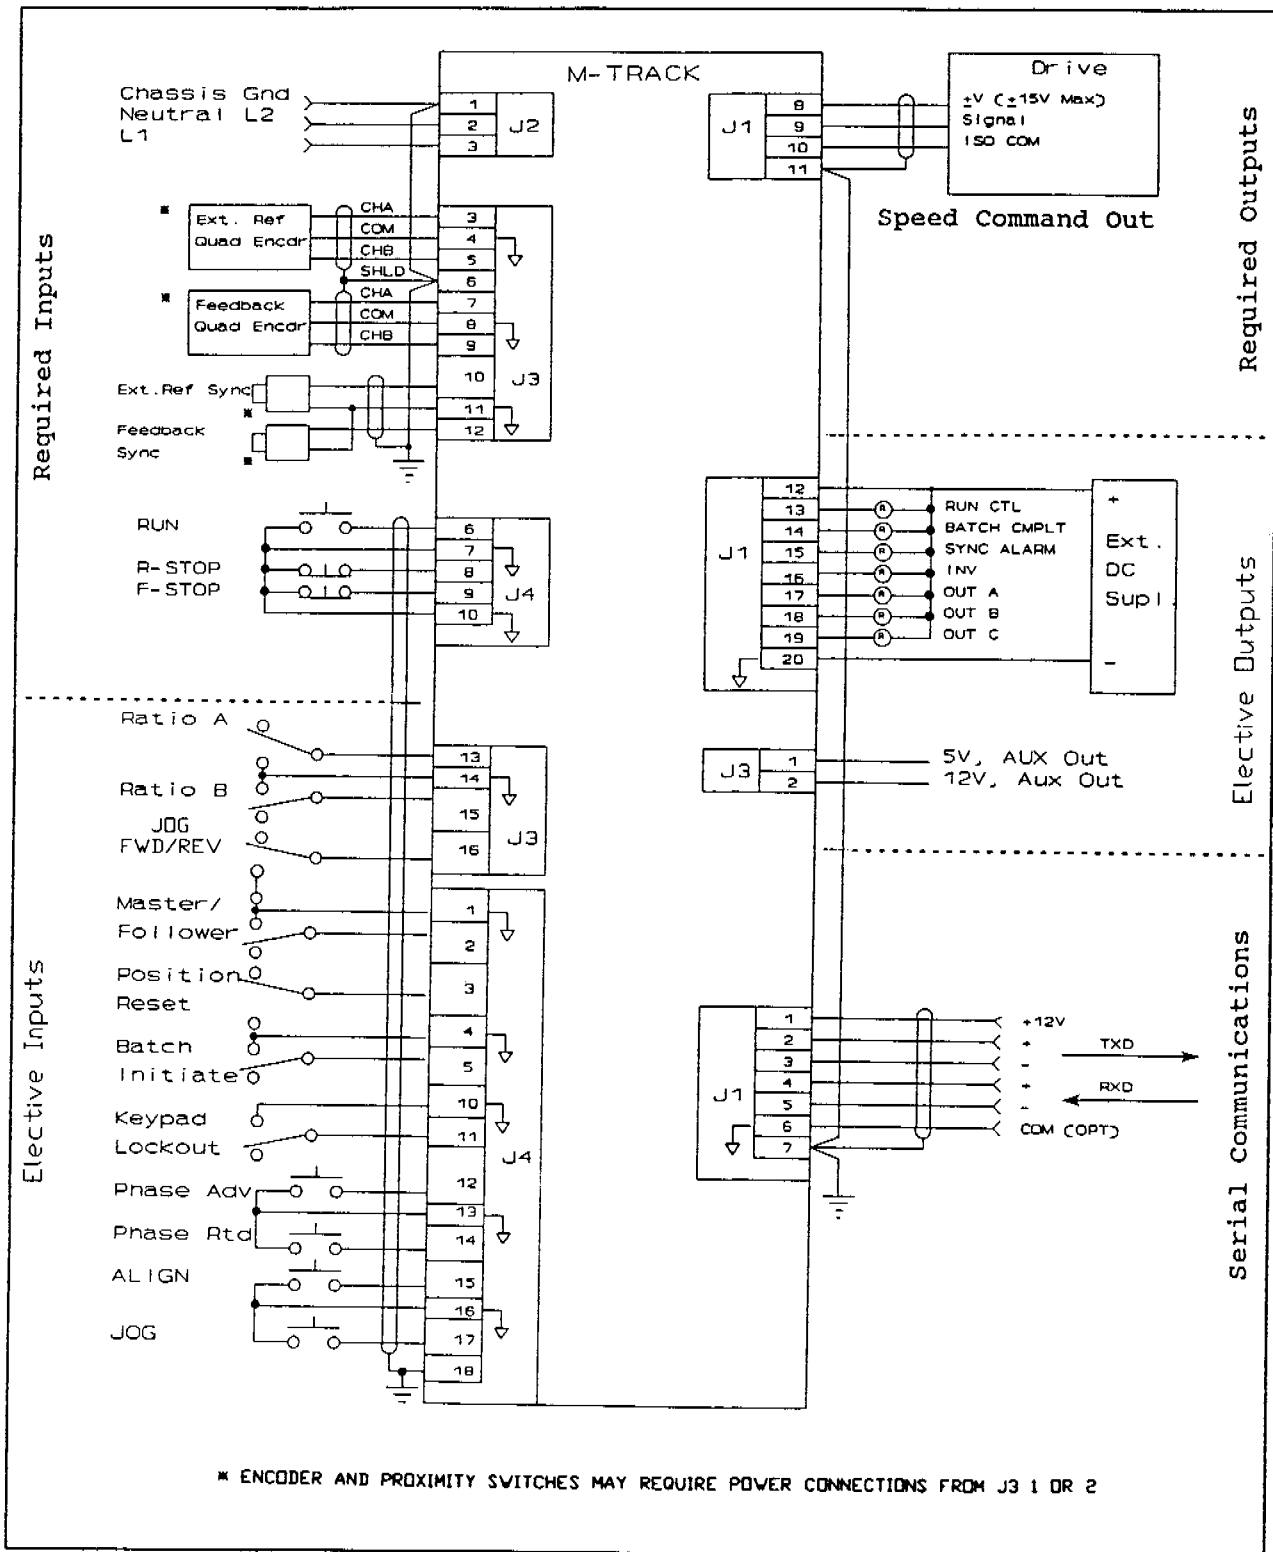 M-TRACK
Required Inputs
Chassis Gnd
Neutral L2
L1
1
2
3
J2
* Ext. Ref
Quad Encdr
CHA
COM
CHB
SHLD
* Feedback
Quad Encdr
CHA
COM
CHB
3
4
5
6
7
8
9
10
11
12
J3
Ext.Ref Sync
*
Feedback
Sync
*
RUN
R-STOP
F-STOP
6
7
8
9
10
J4
Elective Inputs
Ratio A
Ratio B
JOG
FWD/REV
13
14
15
16
J3
Master/
Follower
Position
Reset
Batch
Initiate
Keypad
Lockout
Phase Adv
Phase Rtd
ALIGN
JOG
1
2
3
4
5
10
11
12
13
14
15
16
17
18
J4
Required Outputs
J1
8
9
10
11
Drive
±V (±15V Max)
Signal
ISO COM
Speed Command Out
Elective Outputs
J1
12
13
14
15
16
17
18
19
20
R
R
R
R
R
R
R
RUN CTL
BATCH CMPLT
SYNC ALARM
INV
OUT A
OUT B
OUT C
+
Ext.
DC
Supl
-
J3
1
2
5V, AUX Out
12V, Aux Out
Serial Communications
J1
1
2
3
4
5
6
7
+12V
+
-
+
-
COM (OPT)
TXD
RXD
* ENCODER AND PROXIMITY SWITCHES MAY REQUIRE POWER CONNECTIONS FROM J3 1 OR 2